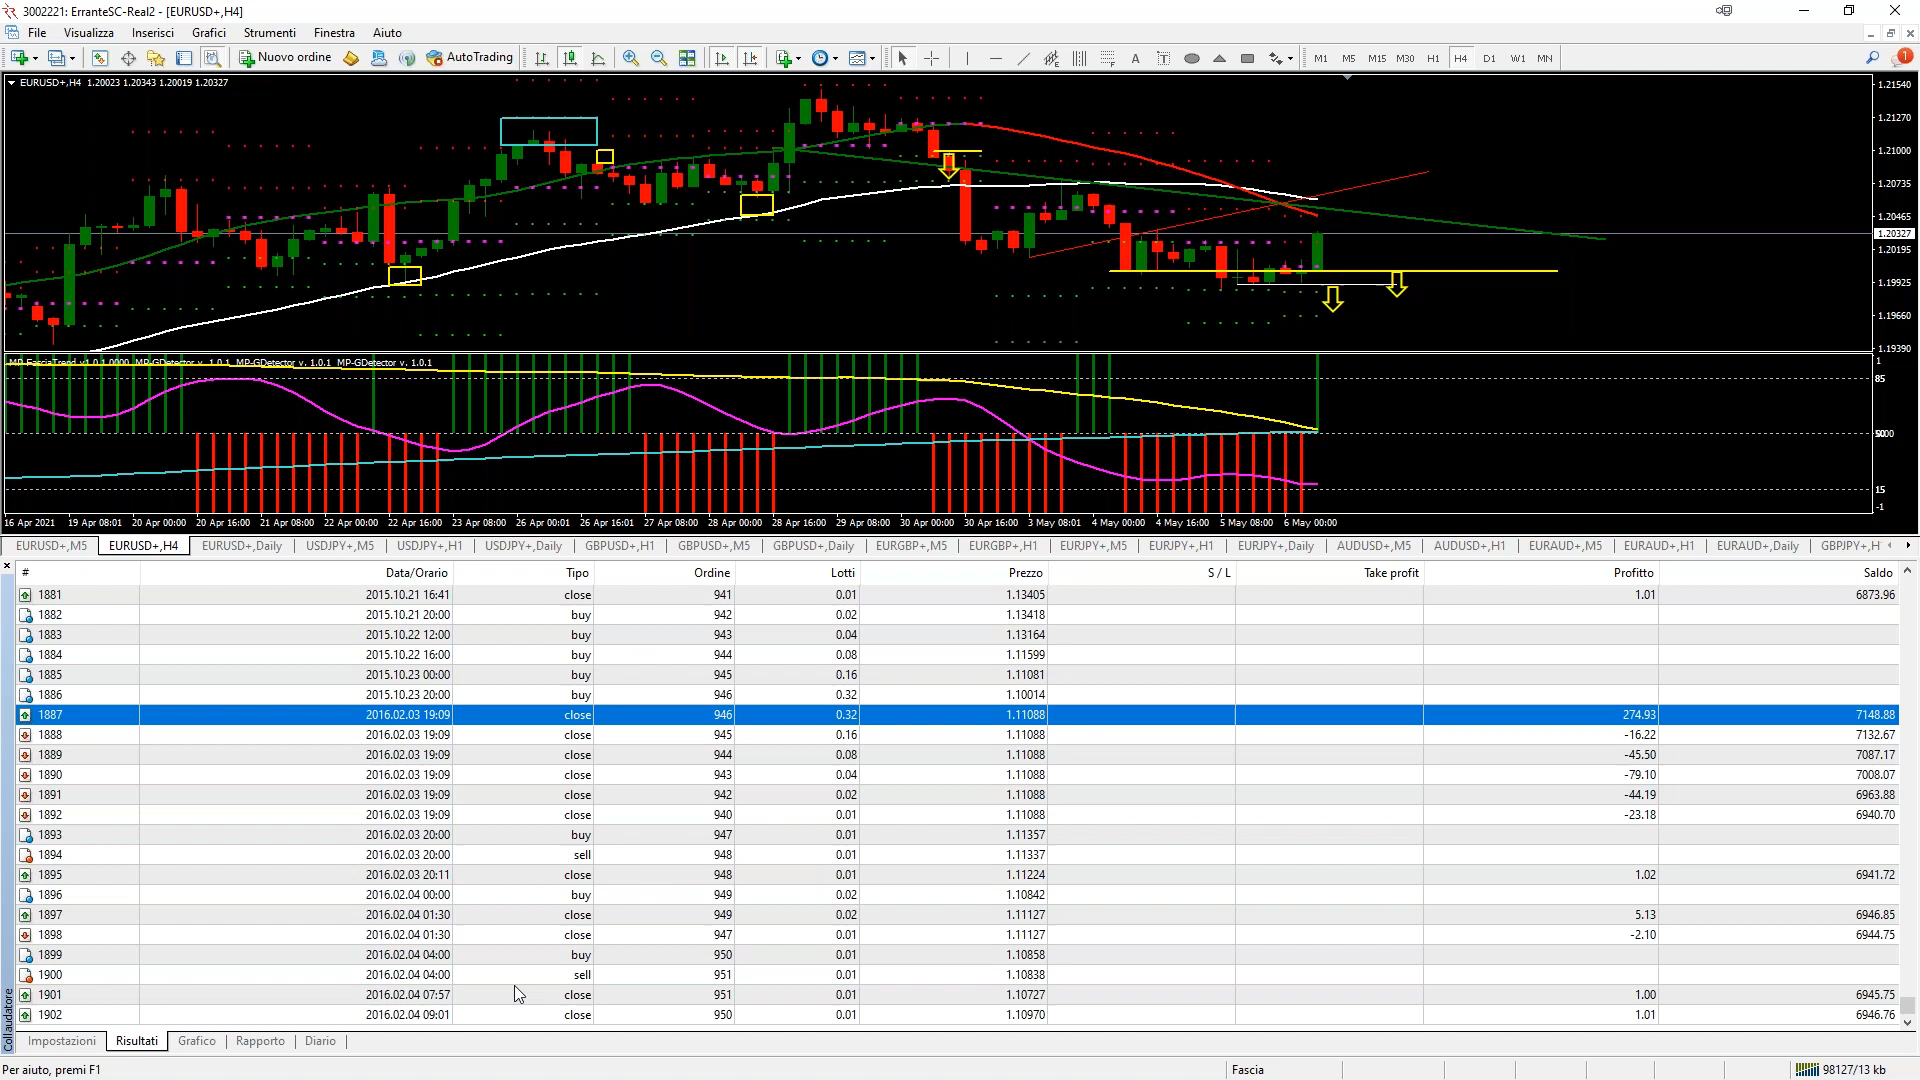 3002221: ErranteSC-Real2 - [EURUSD+,H4]
File Visualizza Inserisci Grafici Strumenti Finestra Aiuto
Nuovo ordine AutoTrading A T M1 M5 M15 M30 H1 H4 D1 W1 MN 1
EURUSD+,H4 1.20023 1.20343 1.20019 1.20327
1.21540
1.21270
1.21000
1.20735
1.20465
1.20327
1.20195
1.19925
1.19660
1.19390
MP-FasciaTrend v1.0.1.0000 MP-GDetector v. 1.0.1 MP-GDetector v. 1.0.1 MP-GDetector v. 1.0.1
1
85
15
-1
16 Apr 2021 19 Apr 08:01 20 Apr 00:00 20 Apr 16:00 21 Apr 08:00 22 Apr 00:00 22 Apr 16:00 23 Apr 08:00 26 Apr 00:01 26 Apr 16:01 27 Apr 08:00 28 Apr 00:00 28 Apr 16:00 29 Apr 08:00 30 Apr 00:00 30 Apr 16:00 3 May 08:01 4 May 00:00 4 May 16:00 5 May 08:00 6 May 00:00
EURUSD+,M5 EURUSD+,H4 EURUSD+,Daily USDJPY+,M5 USDJPY+,H1 USDJPY+,Daily GBPUSD+,H1 GBPUSD+,M5 GBPUSD+,Daily EURGBP+,M5 EURGBP+,H1 EURJPY+,M5 EURJPY+,H1 EURJPY+,Daily AUDUSD+,M5 AUDUSD+,H1 EURAUD+,M5 EURAUD+,H1 EURAUD+,Daily GBPJPY+,H
# Data/Orario Tipo Ordine Lotti Prezzo S / L Take profit Profitto Saldo
1881 2015.10.21 16:41 close 941 0.01 1.13405 1.01 6873.96
1882 2015.10.21 20:00 buy 942 0.02 1.13418
1883 2015.10.22 12:00 buy 943 0.04 1.13164
1884 2015.10.22 16:00 buy 944 0.08 1.11599
1885 2015.10.23 00:00 buy 945 0.16 1.11081
1886 2015.10.23 20:00 buy 946 0.32 1.10014
1887 2016.02.03 19:09 close 946 0.32 1.11088 274.93 7148.88
1888 2016.02.03 19:09 close 945 0.16 1.11088 -16.22 7132.67
1889 2016.02.03 19:09 close 944 0.08 1.11088 -45.50 7087.17
1890 2016.02.03 19:09 close 943 0.04 1.11088 -79.10 7008.07
1891 2016.02.03 19:09 close 942 0.02 1.11088 -44.19 6963.88
1892 2016.02.03 19:09 close 940 0.01 1.11088 -23.18 6940.70
1893 2016.02.03 20:00 buy 947 0.01 1.11357
1894 2016.02.03 20:00 sell 948 0.01 1.11337
1895 2016.02.03 20:11 close 948 0.01 1.11224 1.02 6941.72
1896 2016.02.04 00:00 buy 949 0.02 1.10842
1897 2016.02.04 01:30 close 949 0.02 1.11127 5.13 6946.85
1898 2016.02.04 01:30 close 947 0.01 1.11127 -2.10 6944.75
1899 2016.02.04 04:00 buy 950 0.01 1.10858
1900 2016.02.04 04:00 sell 951 0.01 1.10838
1901 2016.02.04 07:57 close 951 0.01 1.10727 1.00 6945.75
1902 2016.02.04 09:01 close 950 0.01 1.10970 1.01 6946.76
Collaudatore
Impostazioni Risultati Grafico Rapporto Diario
Per aiuto, premi F1 Fascia 98127/13 kb